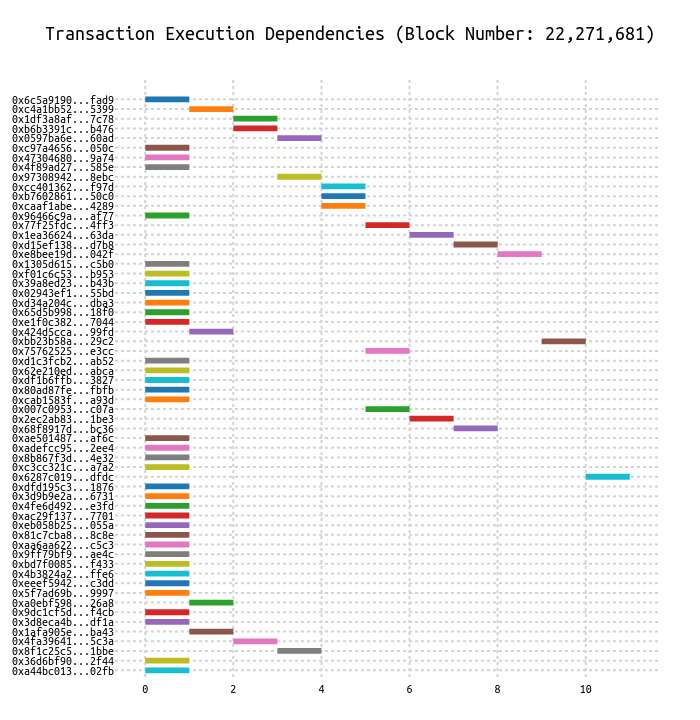 Transaction Execution Dependencies (Block Number: 22,271,681)
0x6c5a9190...fad9
0xc4a1bb52...5399
0x1df3a8af...7c78
0xb6b3391c...b476
0x0597ba6e...60ad
0xc97a4656...050c
0x47304680...9a74
0x4f89ad27...585e
0x97308942...8ebc
0xcc401362...f97d
0xb7602861...50c0
0xcaaf1abe...4289
0x96466c9a...af77
0x77f25fdc...4ff3
0x1ea36624...63da
0xd15ef138...d7b8
0xe8bee19d...042f
0x1305d615...c5b0
0xf01c6c53...b953
0x39a8ed23...b43b
0x02943ef1...55bd
0xd34a204c...dba3
0x65d5b998...18f0
0xe1f0c382...7044
0x424d5cca...99fd
0xbb23b58a...29c2
0x75762525...e3cc
0xd1c3fcb2...ab52
0x62e210ed...abca
0xdf1b6ffb...3827
0x80ad87fe...fbfb
0xcab1583f...a93d
0x007c0953...c07a
0x2ec2ab83...1be3
0x68f8917d...bc36
0xae501487...af6c
0xadefcc95...2ee4
0x8b867f3d...4e32
0xc3cc321c...a7a2
0x6287c019...dfdc
0xdfd195c3...1876
0x3d9b9e2a...6731
0x4fe6d492...e3fd
0xac29f137...7701
0xeb058b25...055a
0x81c7cba8...8c8e
0xaa6aa622...c5c3
0x9ff79bf9...ae4c
0xbd7f0085...f433
0x4b3824a2...ffe6
0xeeef5942...c3dd
0x5f7ad69b...9997
0xa0ebf598...26a8
0x9dc1cf5d...f4cb
0x3d8eca4b...df1a
0x1afa905e...ba43
0x4fa39641...5c3a
0x8f1c25c5...1bbe
0x36d6bf90...2f44
0xa44bc013...02fb
0 2 4 6 8 10